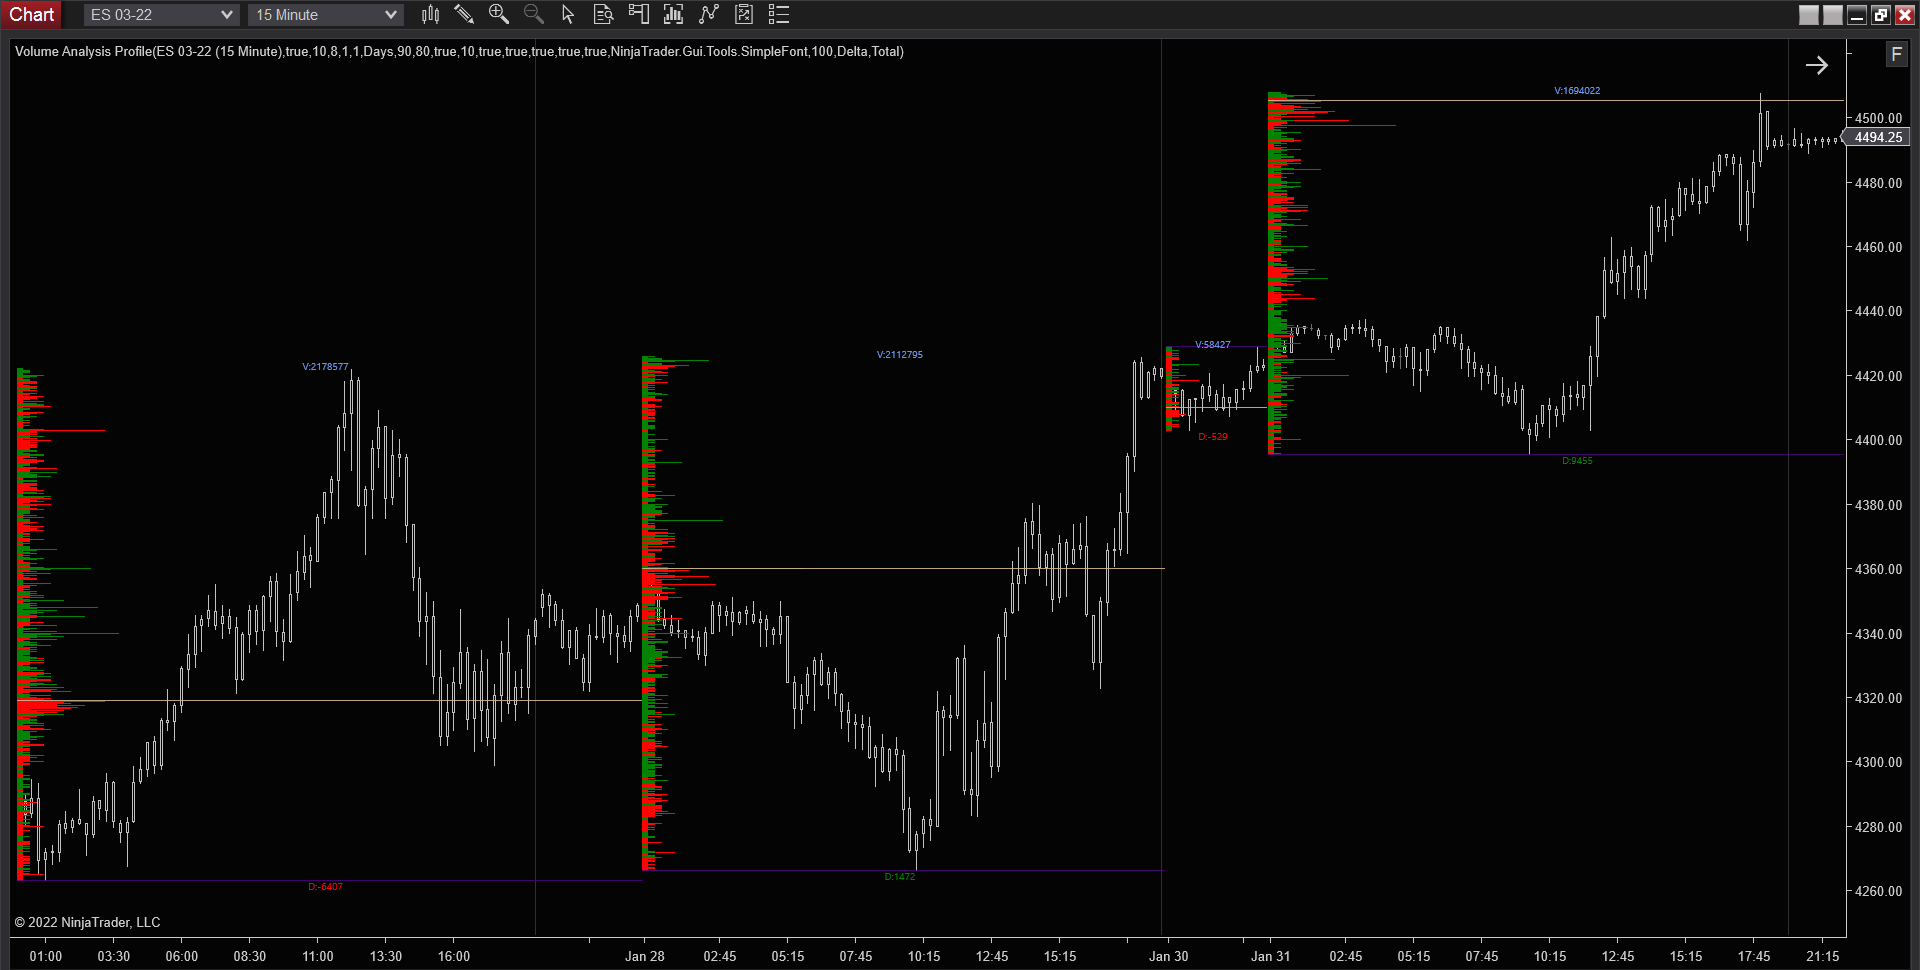 Chart
ES 03-22
15 Minute
Volume Analysis Profile(ES 03-22 (15 Minute),true,10,8,1,1,Days,90,80,true,10,true,true,true,true,true,NinjaTrader.Gui.Tools.SimpleFont,100,Delta,Total)
F
V:1694022
4500.00
4494.25
4480.00
4460.00
4440.00
V:58427
V:2112795
V:2178577
4420.00
D:-529
4400.00
D:9455
4380.00
4360.00
4340.00
4320.00
4300.00
4280.00
D:1472
D:-6407
4260.00
© 2022 NinjaTrader, LLC
01:00 03:30 06:00 08:30 11:00 13:30 16:00 Jan 28 02:45 05:15 07:45 10:15 12:45 15:15 Jan 30 Jan 31 02:45 05:15 07:45 10:15 12:45 15:15 17:45 21:15